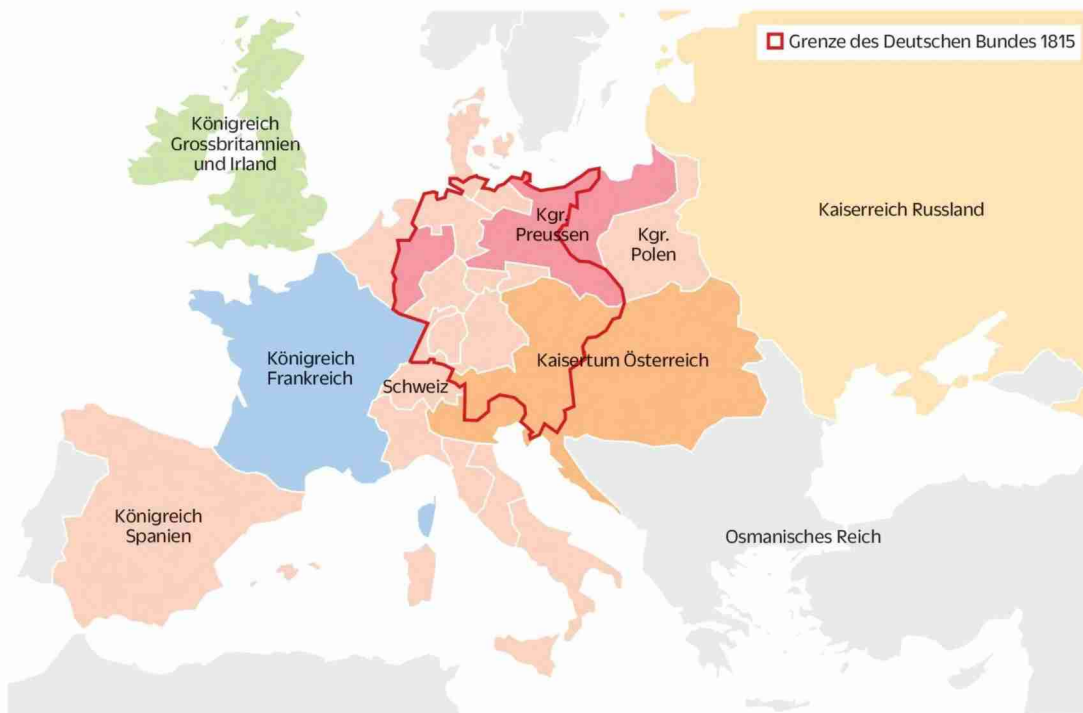 Grenze des Deutschen Bundes 1815
Königreich
Grossbritannien
und Irland
Kaiserreich Russland
Kgr.
Preussen
Kgr.
Polen
Königreich
Frankreich
Kaisertum Österreich
Schweiz
Königreich
Spanien
Osmanisches Reich